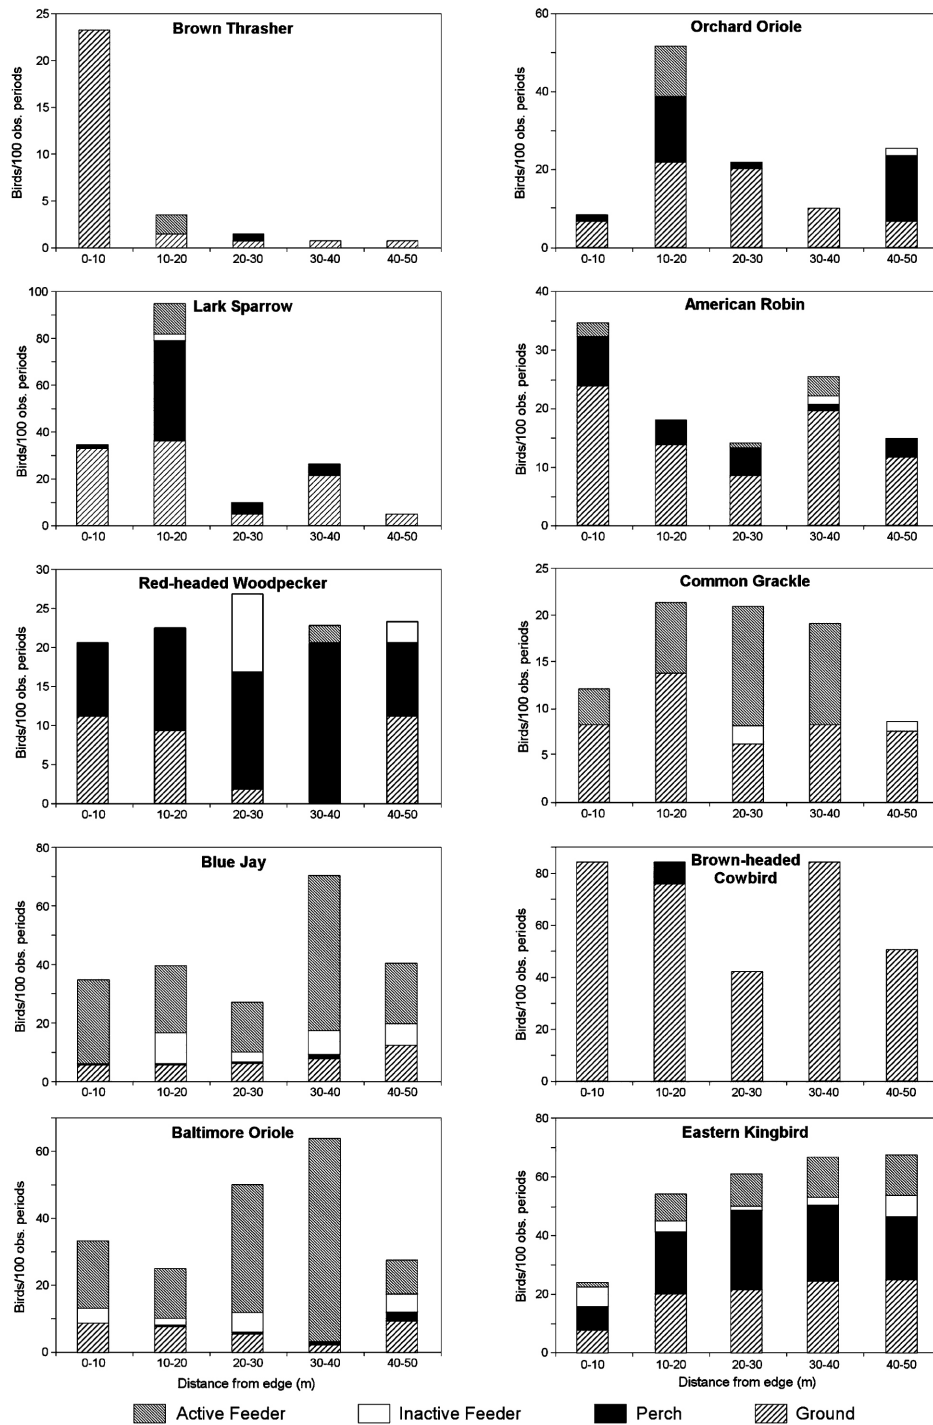 Brown Thrasher
Birds/100 obs. periods
25
20
15
10
5
0
0-10 10-20 20-30 30-40 40-50
Orchard Oriole
Birds/100 obs. periods
60
40
20
0
0-10 10-20 20-30 30-40 40-50
Lark Sparrow
Birds/100 obs. periods
100
80
60
40
20
0
0-10 10-20 20-30 30-40 40-50
American Robin
Birds/100 obs. periods
40
30
20
10
0
0-10 10-20 20-30 30-40 40-50
Red-headed Woodpecker
Birds/100 obs. periods
30
25
20
15
10
5
0
0-10 10-20 20-30 30-40 40-50
Common Grackle
Birds/100 obs. periods
25
20
15
10
5
0
0-10 10-20 20-30 30-40 40-50
Blue Jay
Birds/100 obs. periods
80
60
40
20
0
0-10 10-20 20-30 30-40 40-50
Brown-headed
Cowbird
Birds/100 obs. periods
80
60
40
20
0
0-10 10-20 20-30 30-40 40-50
Baltimore Oriole
Birds/100 obs. periods
60
40
20
0
0-10 10-20 20-30 30-40 40-50
Distance from edge (m)
Eastern Kingbird
Birds/100 obs. periods
80
60
40
20
0
0-10 10-20 20-30 30-40 40-50
Distance from edge (m)
Active Feeder Inactive Feeder Perch Ground